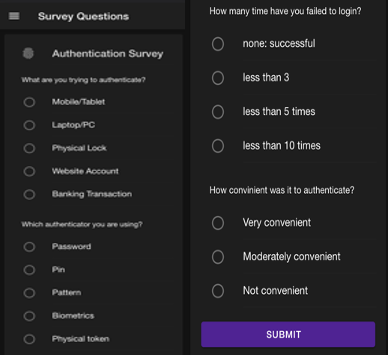 Survey Questions
Authentication Survey
What are you trying to authenticate?
Mobile/Tablet
Laptop/PC
Physical Lock
Website Account
Banking Transaction
Which authenticator you are using?
Password
Pin
Pattern
Biometrics
Physical token
How many time have you failed to login?
none: successful
less than 3
less than 5 times
less than 10 times
How convinient was it to authenticate?
Very convenient
Moderately convenient
Not convenient
SUBMIT